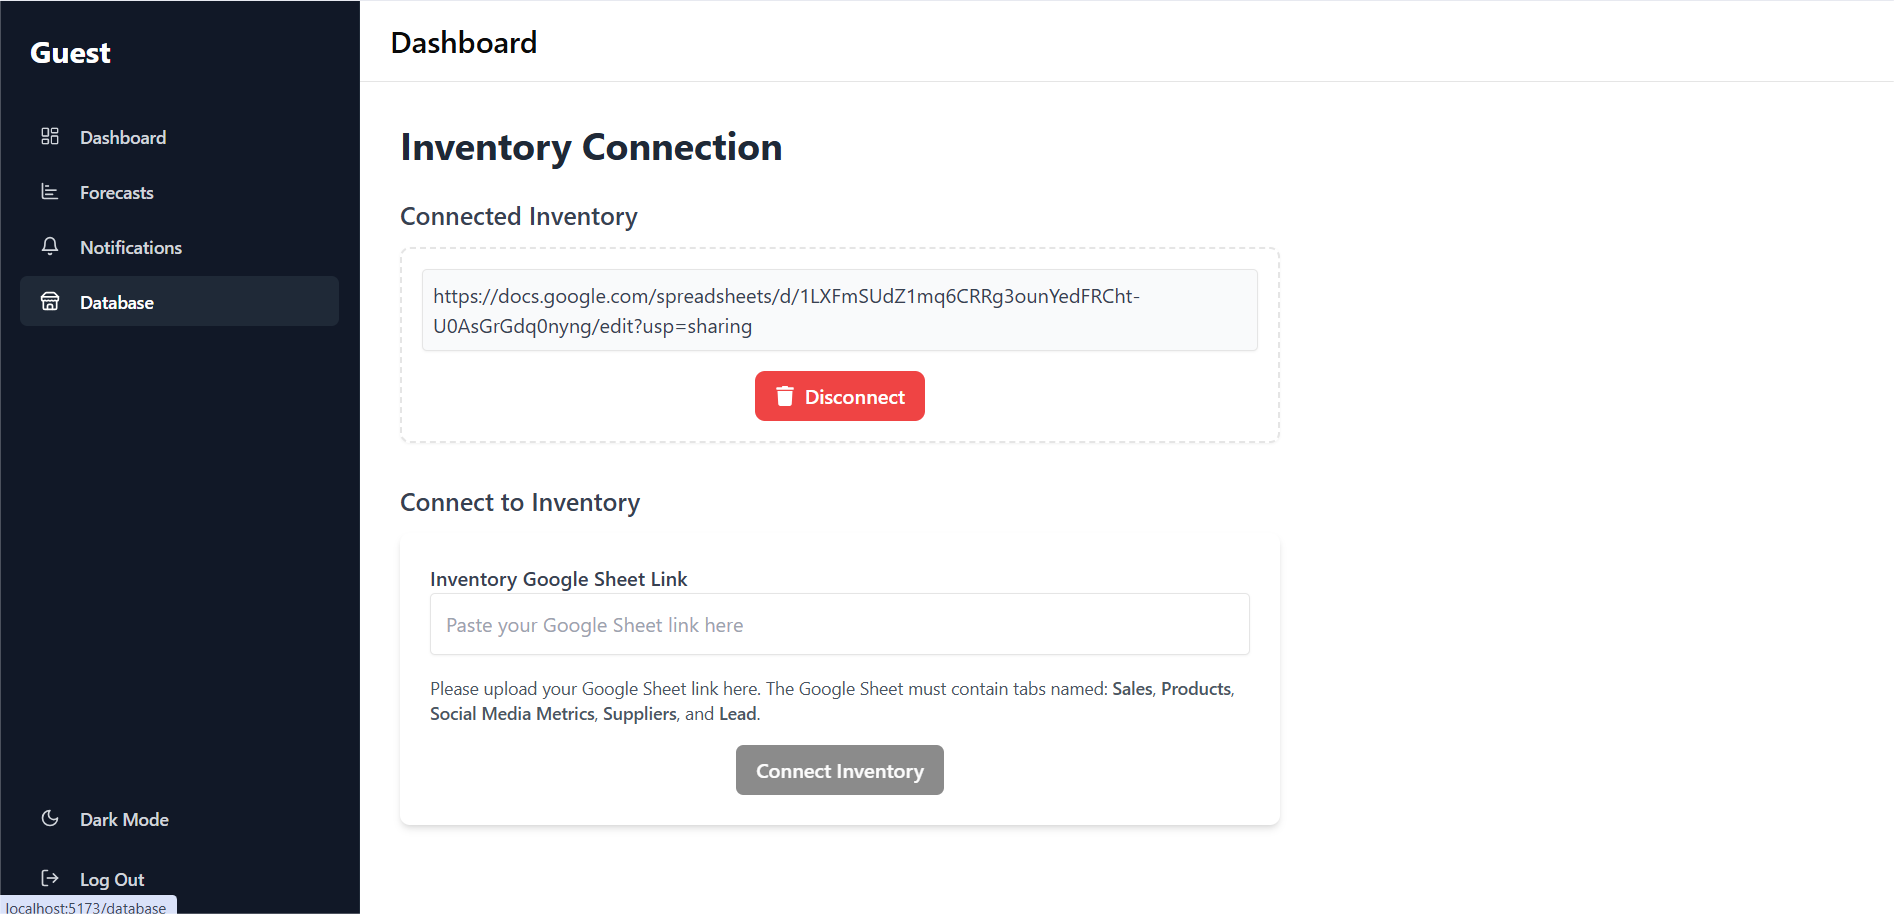 Guest
Dashboard
Forecasts
Notifications
Database
Dark Mode
Log Out
localhost:5173/database
Dashboard
Inventory Connection
Connected Inventory
https://docs.google.com/spreadsheets/d/1LXFmSUdZ1mq6CRRg3ounYedFRCht-
U0AsGrGdq0nyng/edit?usp=sharing
Disconnect
Connect to Inventory
Inventory Google Sheet Link
Paste your Google Sheet link here
Please upload your Google Sheet link here. The Google Sheet must contain tabs named: Sales, Products,
Social Media Metrics, Suppliers, and Lead.
Connect Inventory